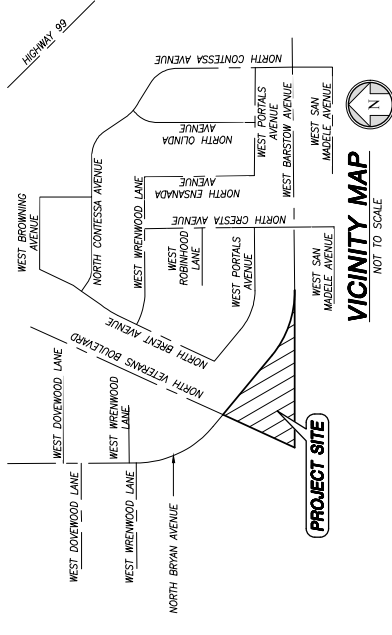 HIGHWAY 99
WEST BROWNING
AVENUE
NORTH CONTESSA AVENUE
NORTH CONTESSA AVENUE
NORTH OLINDA
AVENUE
WEST DOVEWOOD LANE
WEST DOVEWOOD LANE
NORTH VETERANS BOULEVARD
NORTH BRENT AVENUE
WEST WRENWOOD LANE
WEST WRENWOOD
LANE
WEST WRENWOOD LANE
NORTH ENSANADA
AVENUE
NORTH CRESTA AVENUE
WEST
ROBINHOOD
LANE
WEST PORTALS
AVENUE
WEST PORTALS
AVENUE
WEST BARSTOW AVENUE
NORTH BRYAN AVENUE
WEST SAN
MADELE AVENUE
WEST SAN
MADELE AVENUE
PROJECT SITE
VICINITY MAP
NOT TO SCALE
N